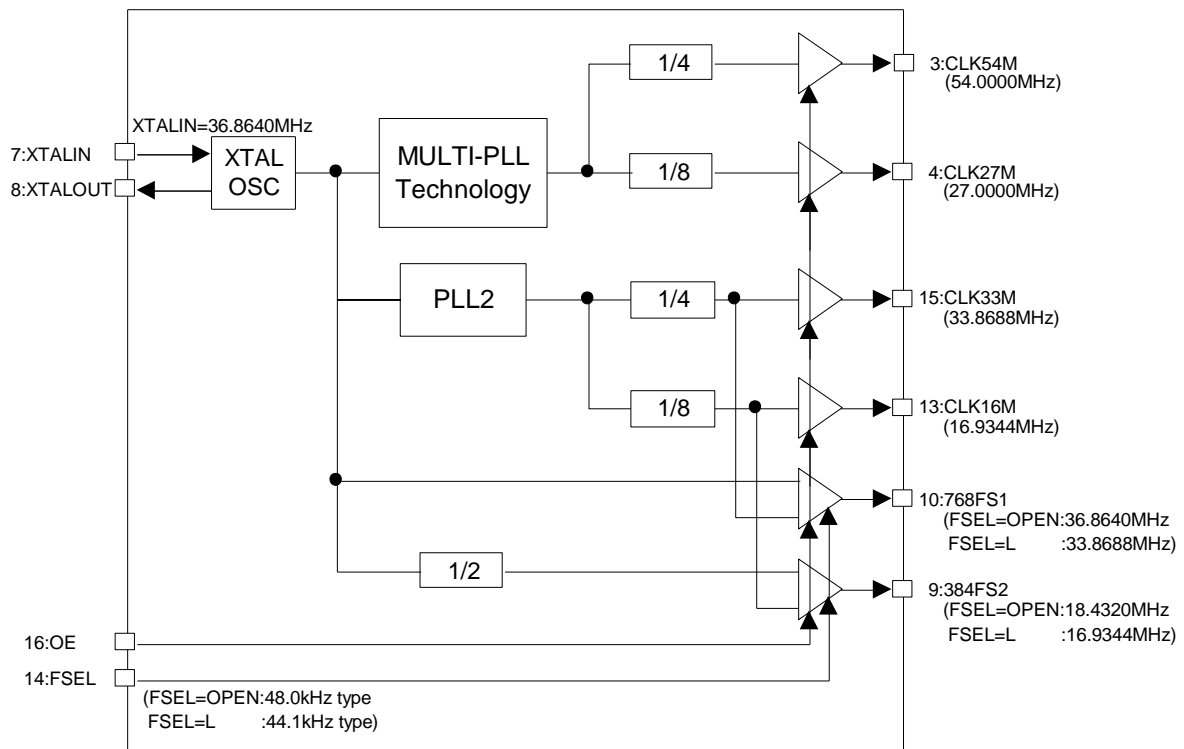 1/4
3:CLK54M
(54.0000MHz)
XTALIN=36.8640MHz
7:XTALIN
8:XTALOUT
XTAL
OSC
MULTI-PLL
Technology
1/8
4:CLK27M
(27.0000MHz)
PLL2
1/4
15:CLK33M
(33.8688MHz)
1/8
13:CLK16M
(16.9344MHz)
10:768FS1
(FSEL=OPEN:36.8640MHz
FSEL=L :33.8688MHz)
1/2
9:384FS2
(FSEL=OPEN:18.4320MHz
FSEL=L :16.9344MHz)
16:OE
14:FSEL
(FSEL=OPEN:48.0kHz type
FSEL=L :44.1kHz type)